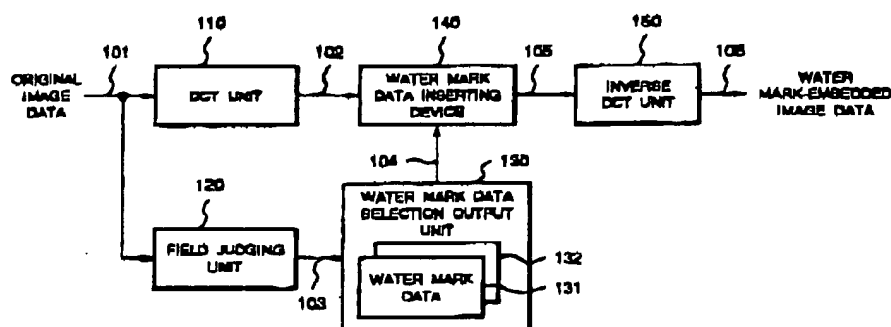 110
140
150
101
102
105
106
ORIGINAL
IMAGE
DATA
DCT UNIT
WATER MARK
DATA INSERTING
DEVICE
INVERSE
DCT UNIT
WATER
MARK-EMBEDDED
IMAGE DATA
104
130
120
WATER MARK DATA
SELECTION OUTPUT
UNIT
FIELD JUDGING
UNIT
103
WATER MARK
DATA
132
131